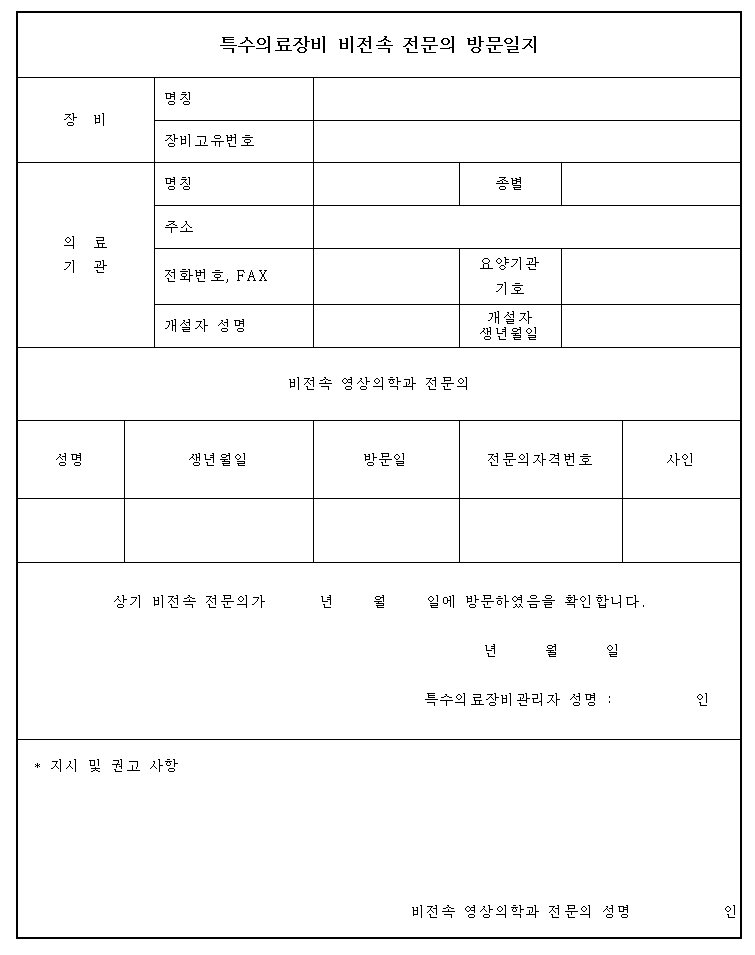 특수의료장비 비전속 전문의 방문일지
장 비
명칭
장비고유번호
의 료
기 관
명칭
종별
주소
전화번호, FAX
요양기관
기호
개설자 성명
개설자
생년월일
비전속 영상의학과 전문의
성명 생년월일 방문일 전문의자격번호 사인
상기 비전속 전문의가 년 월 일에 방문하였음을 확인합니다.
년 월 일
특수의료장비관리자 성명 : 인
* 지시 및 권고 사항
비전속 영상의학과 전문의 성명 인